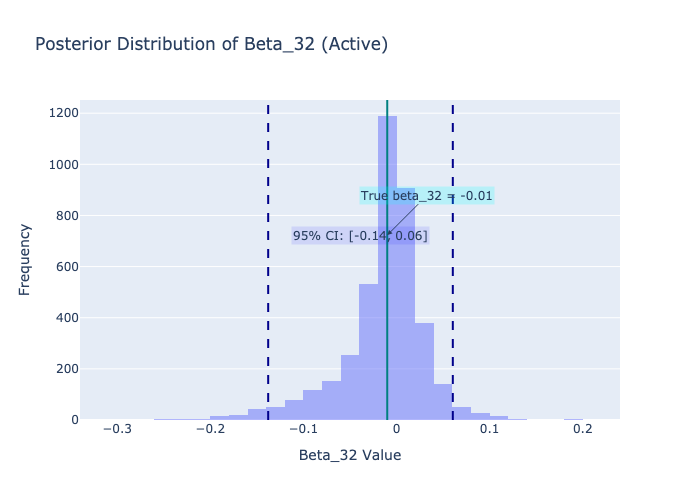 Posterior Distribution of Beta_32 (Active)
1200
1000
800
600
400
200
0
Frequency
True beta_32 = -0.01
95% CI: [-0.14, 0.06]
−0.3
−0.2
−0.1
0
0.1
0.2
Beta_32 Value